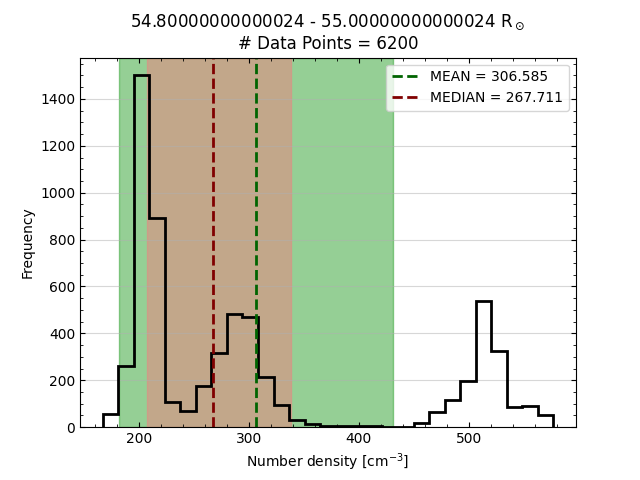 54.80000000000024 - 55.00000000000024 R⊙
# Data Points = 6200
MEAN = 306.585
MEDIAN = 267.711
Frequency
1400
1200
1000
800
600
400
200
0
200
300
400
500
Number density [cm⁻³]